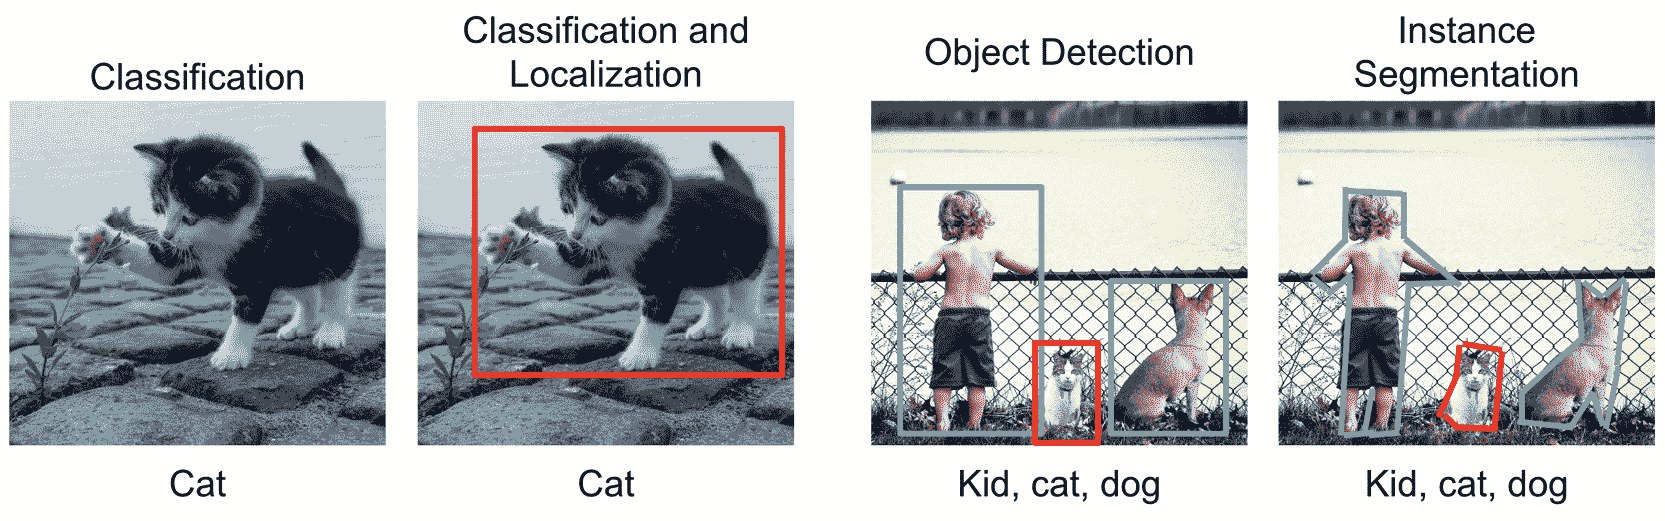 Classification
Classification and
Localization
Object Detection
Instance
Segmentation
Cat
Cat
Kid, cat, dog
Kid, cat, dog